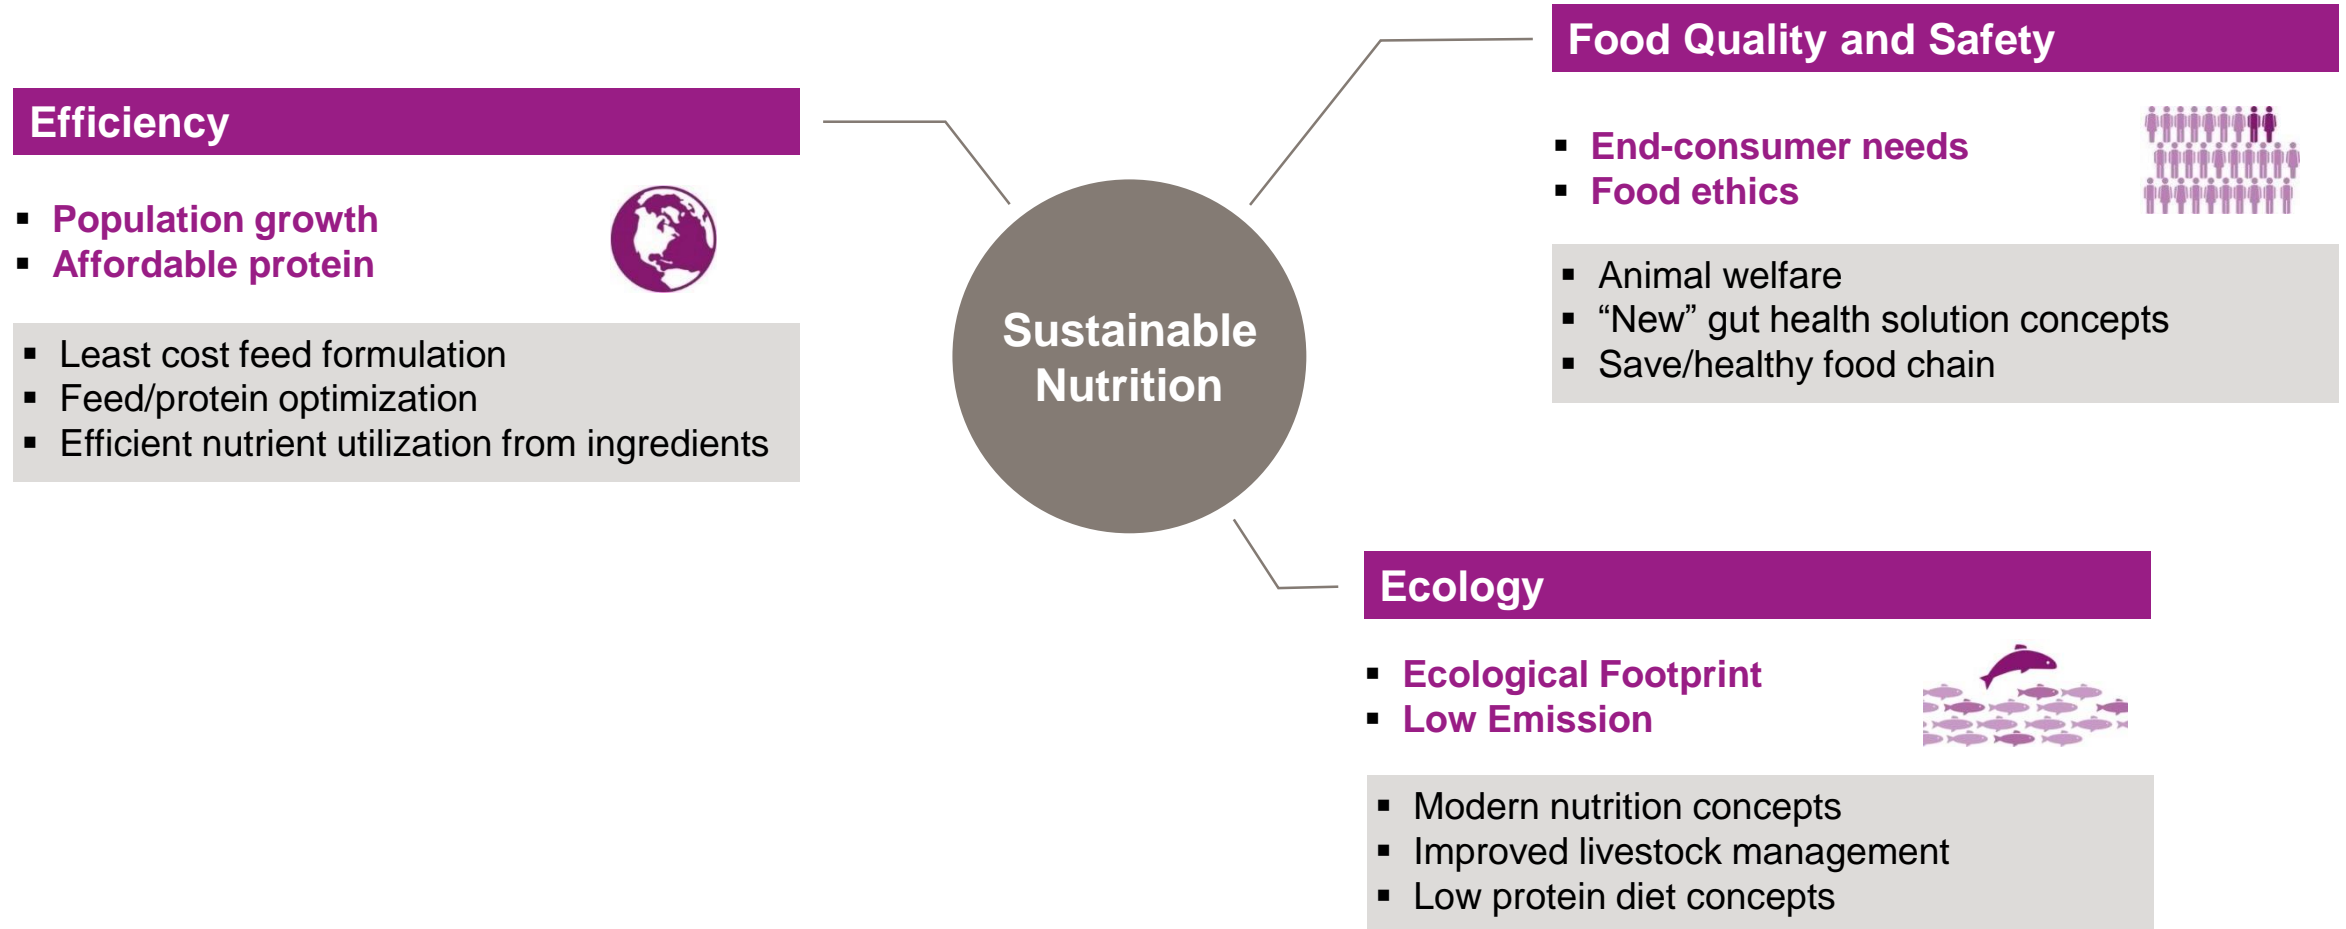 Efficiency
▪ Population growth
▪ Affordable protein
▪ Least cost feed formulation
▪ Feed/protein optimization
▪ Efficient nutrient utilization from ingredients
Sustainable
Nutrition
Food Quality and Safety
▪ End-consumer needs
▪ Food ethics
▪ Animal welfare
▪ “New” gut health solution concepts
▪ Save/healthy food chain
Ecology
▪ Ecological Footprint
▪ Low Emission
▪ Modern nutrition concepts
▪ Improved livestock management
▪ Low protein diet concepts